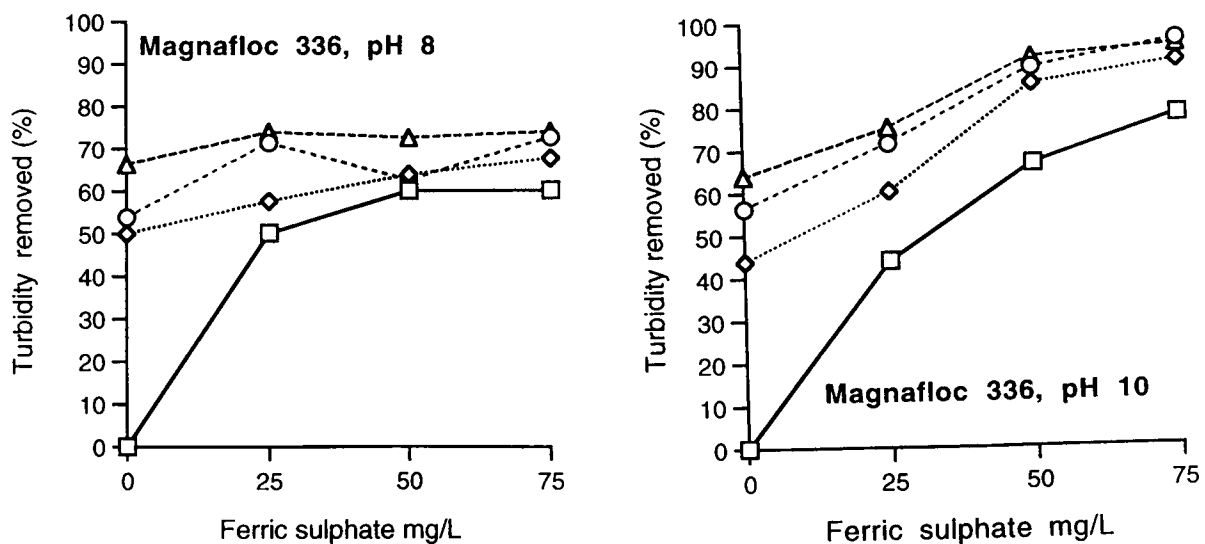 Magnafloc 336, pH 8
Turbidity removed (%)
100
90
80
70
60
50
40
30
20
10
0
0 25 50 75
Ferric sulphate mg/L
Magnafloc 336, pH 10
Turbidity removed (%)
100
90
80
70
60
50
40
30
20
10
0
0 25 50 75
Ferric sulphate mg/L